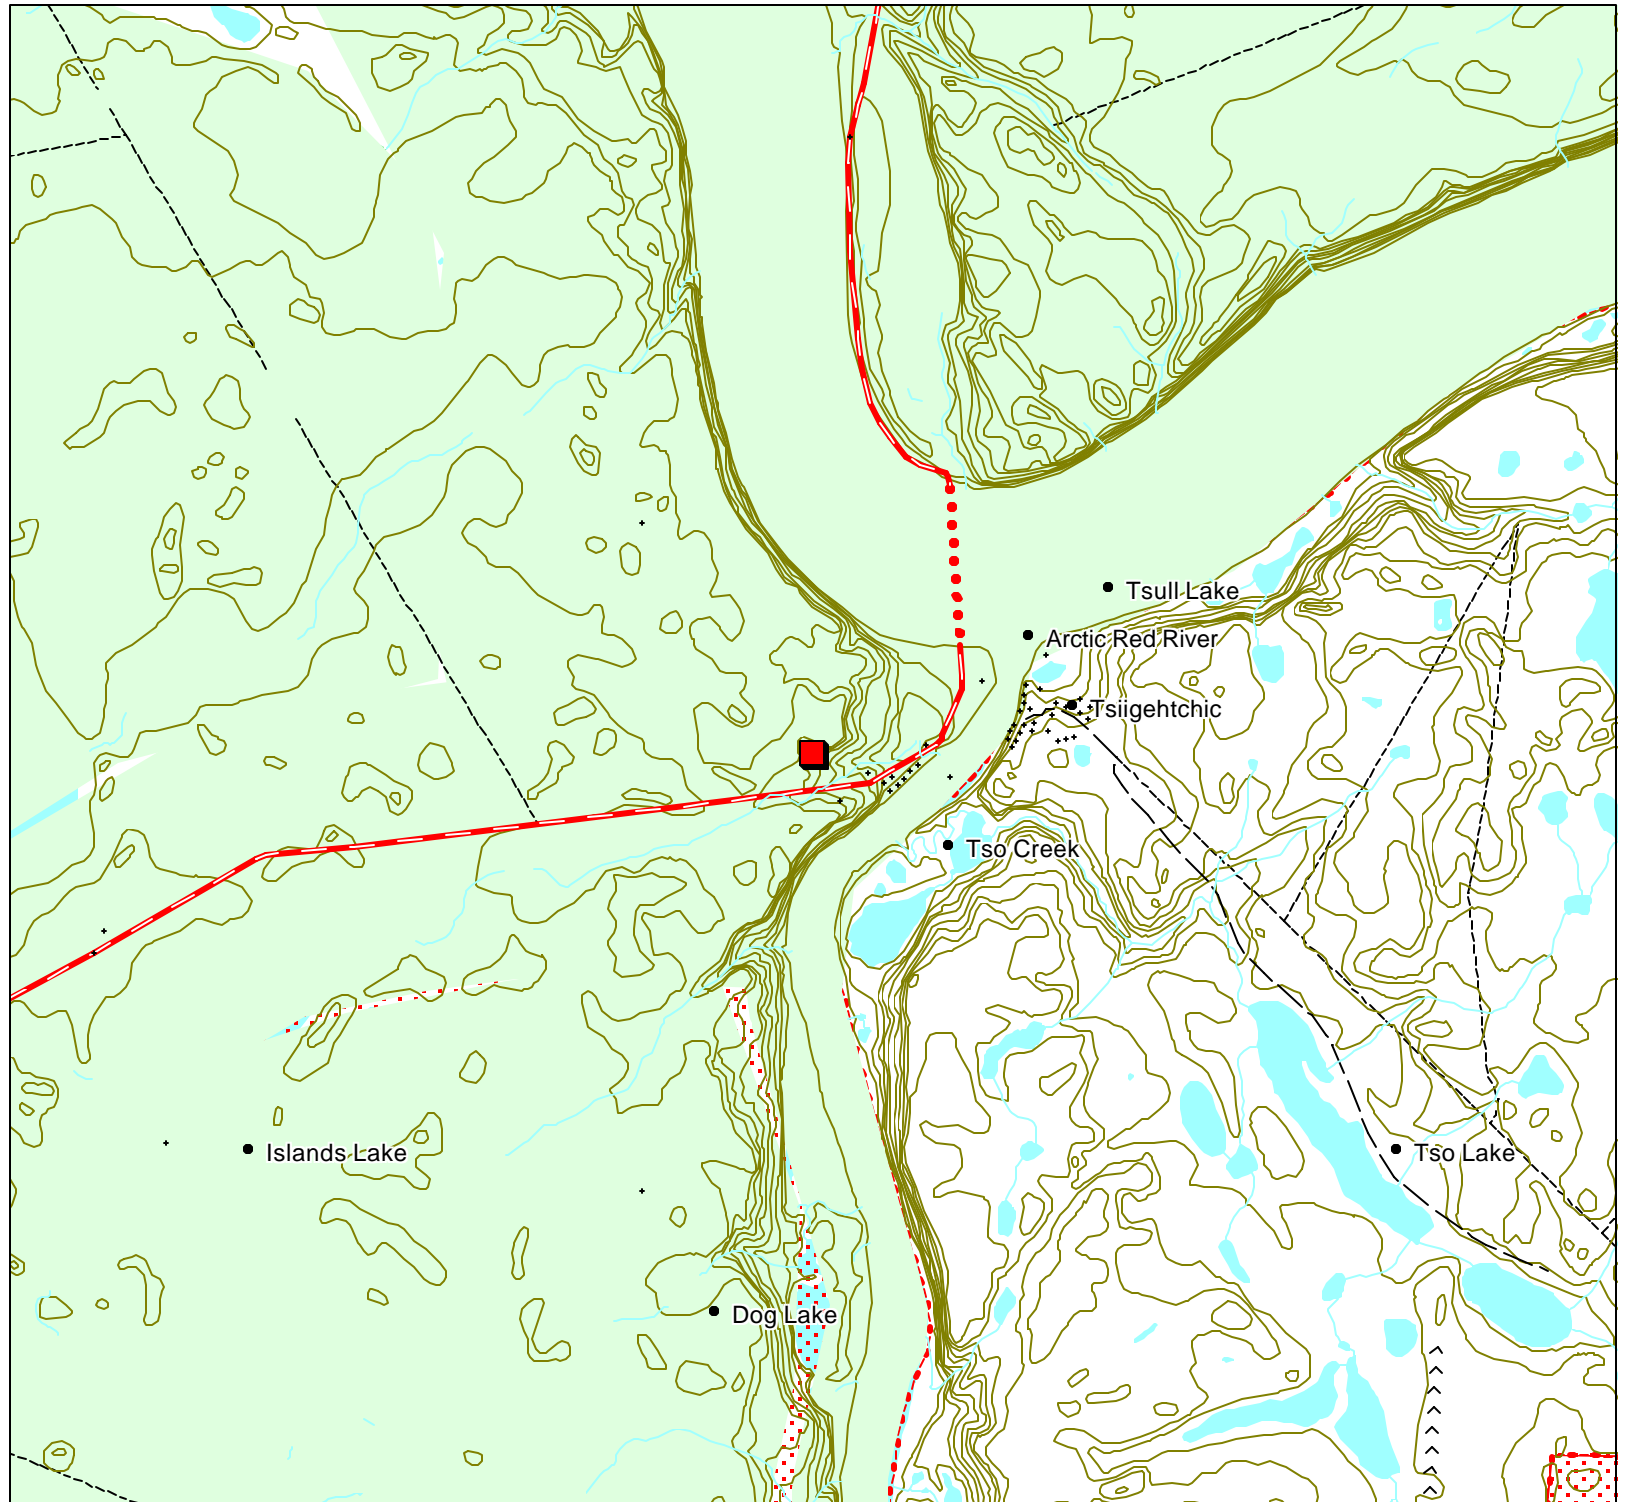 Tsull Lake
Arctic Red River
Tsiigehtchic
Tso Creek
Islands Lake
Tso Lake
Dog Lake